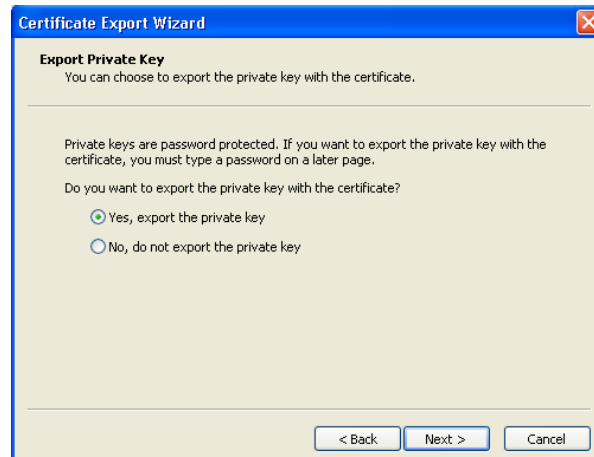 Certificate Export Wizard
Export Private Key
You can choose to export the private key with the certificate.
Private keys are password protected. If you want to export the private key with the
certificate, you must type a password on a later page.
Do you want to export the private key with the certificate?
Yes, export the private key
No, do not export the private key
< Back Next > Cancel